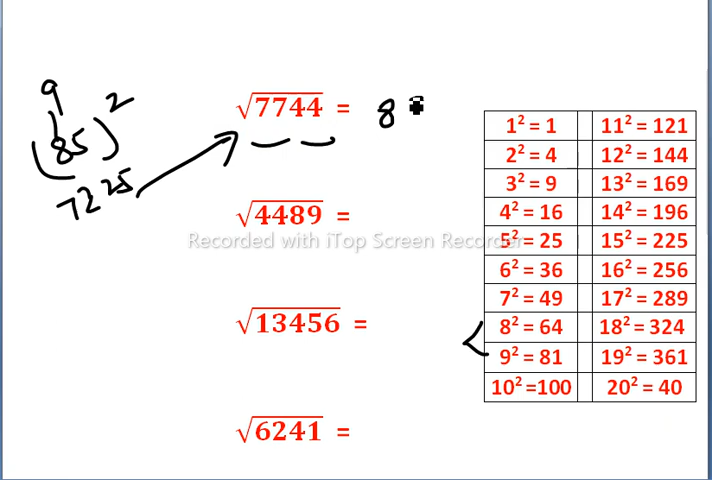 9
(85)²
7225
√7744 = 8
√4489 =
Recorded with iTop Screen Recorder
√13456 =
√6241 =
1² = 1 11² = 121
2² = 4 12² = 144
3² = 9 13² = 169
4² = 16 14² = 196
5² = 25 15² = 225
6² = 36 16² = 256
7² = 49 17² = 289
8² = 64 18² = 324
9² = 81 19² = 361
10² =100 20² = 40